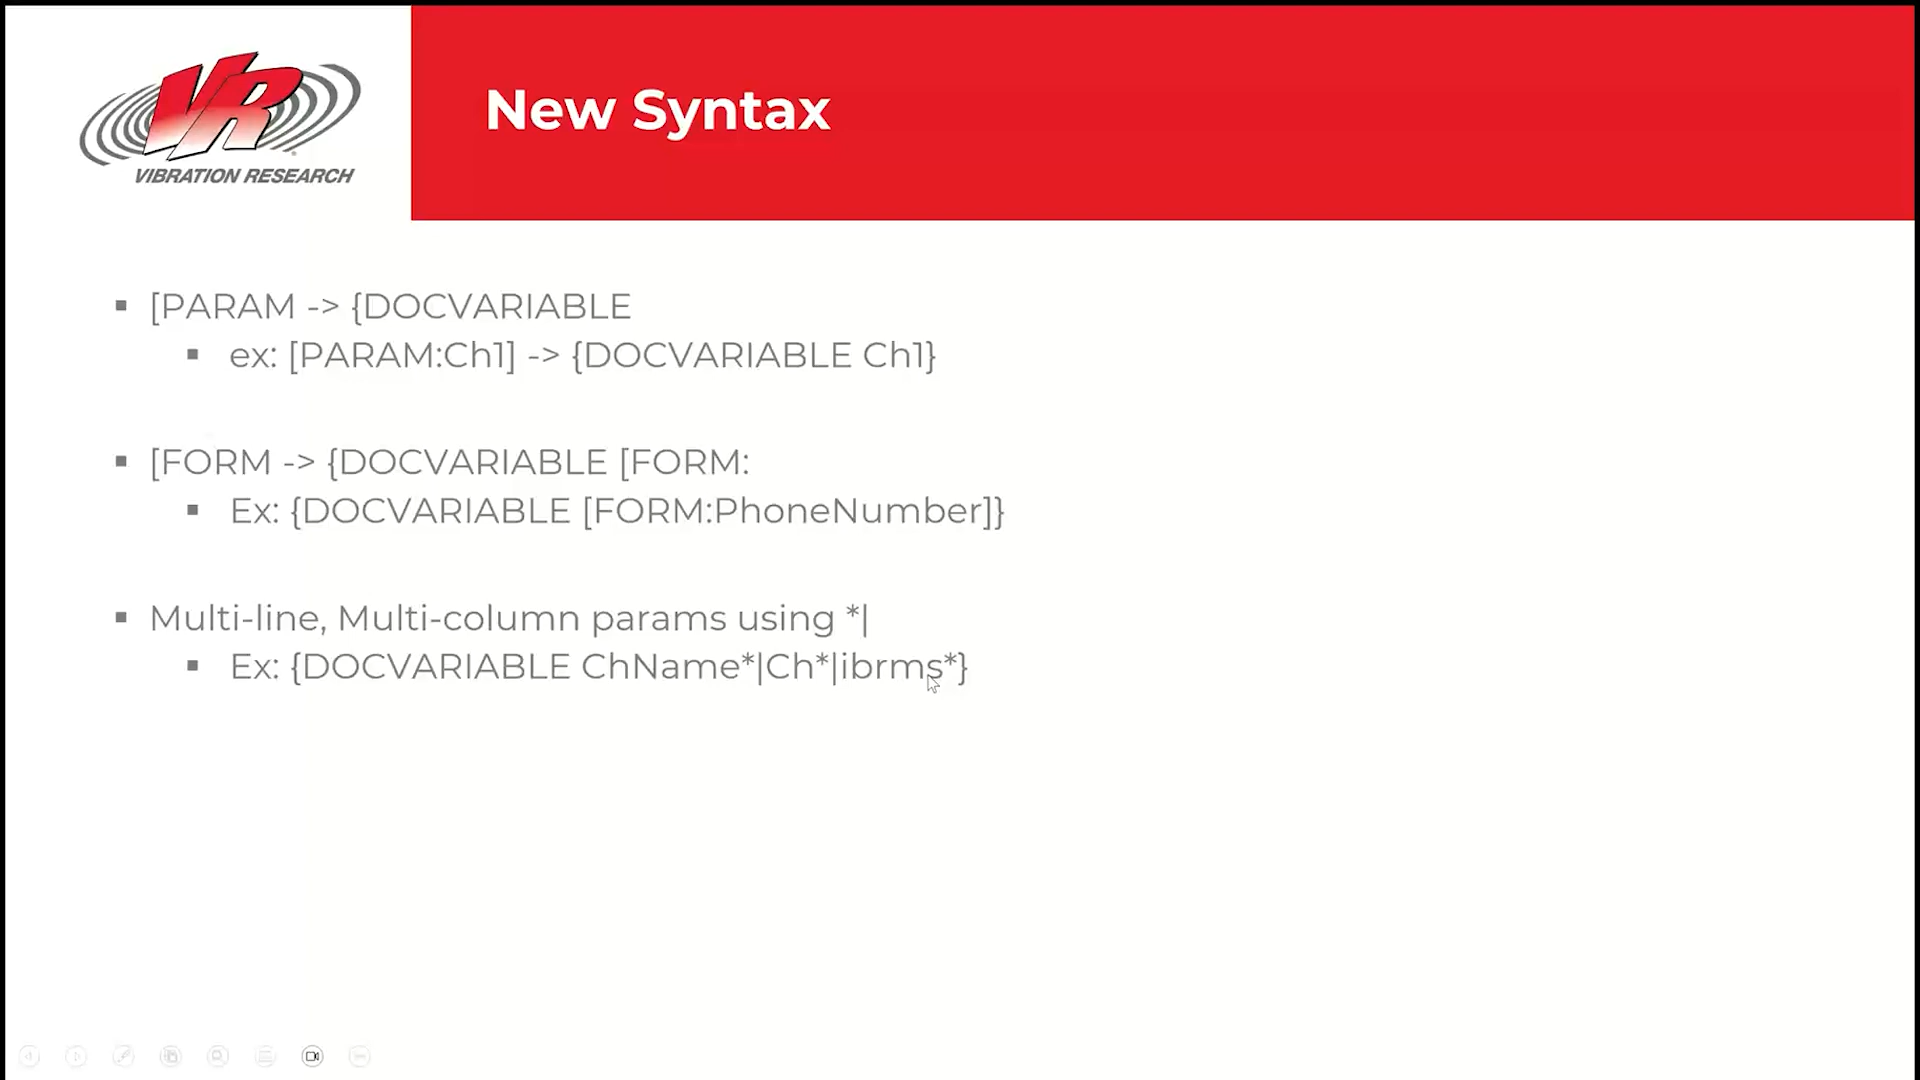 VR
VIBRATION RESEARCH
New Syntax
[PARAM -> {DOCVARIABLE
ex: [PARAM:Ch1] -> {DOCVARIABLE Ch1}
[FORM -> {DOCVARIABLE [FORM:
Ex: {DOCVARIABLE [FORM:PhoneNumber]}
Multi-line, Multi-column params using *|
Ex: {DOCVARIABLE ChName*|Ch*|ibrms*}